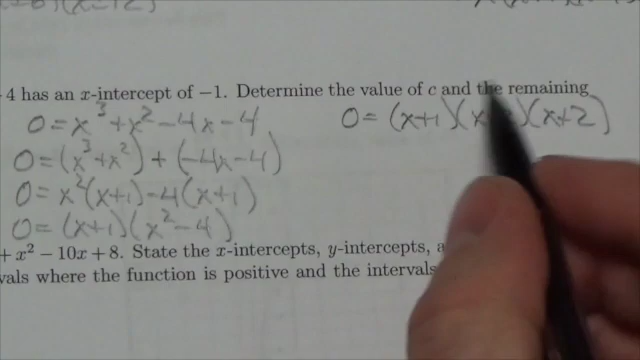 4 has an x-intercept of −1. Determine the value of c and the remaining
0 = x³ + x² − 4x − 4
0 = (x+1)(x )(x+2)
0 = (x³ + x²) + (−4x − 4)
0 = x²(x+1) − 4(x+1)
0 = (x+1)(x² − 4)
+ x² − 10x + 8. State the x-intercepts, y-intercepts, a
vals where the function is positive and the intervals